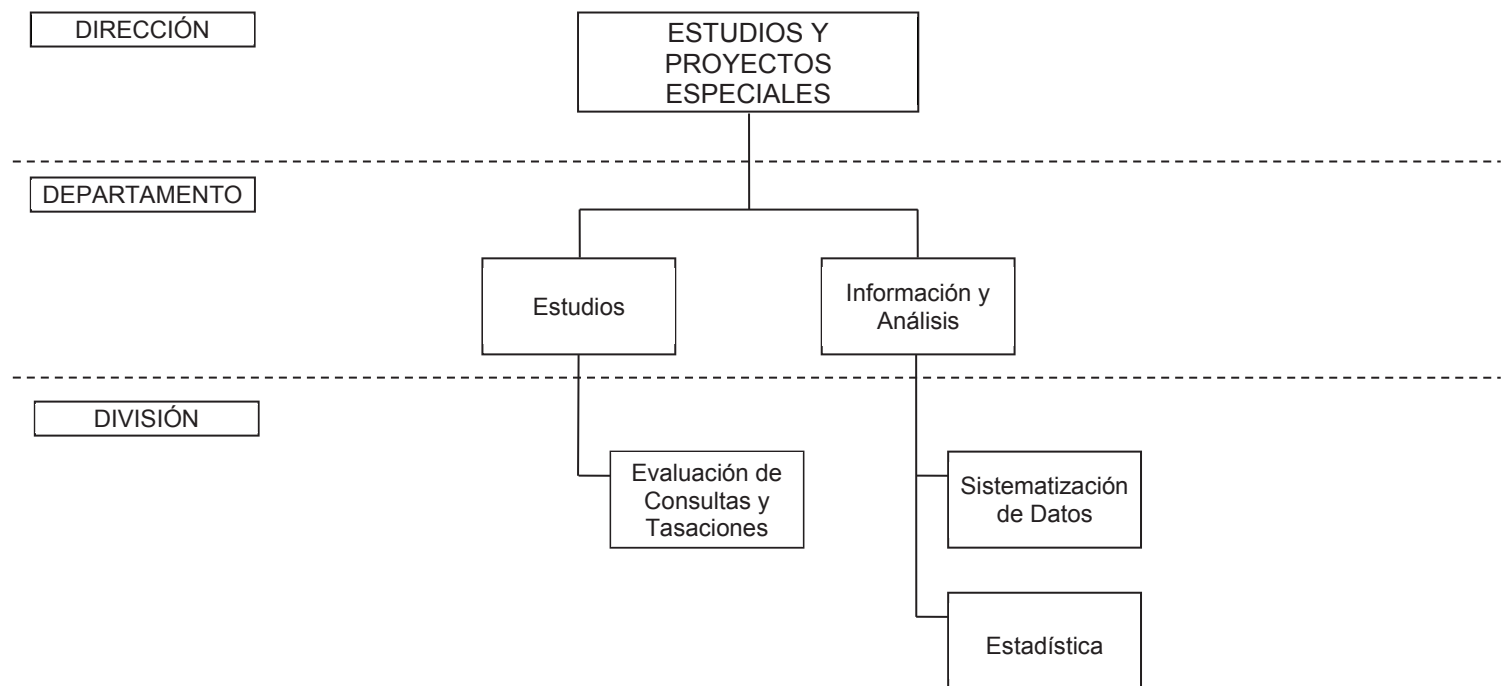 DIRECCIÓN
ESTUDIOS Y
PROYECTOS
ESPECIALES
DEPARTAMENTO
Estudios
Información y
Análisis
DIVISIÓN
Evaluación de
Consultas y
Tasaciones
Sistematización
de Datos
Estadística